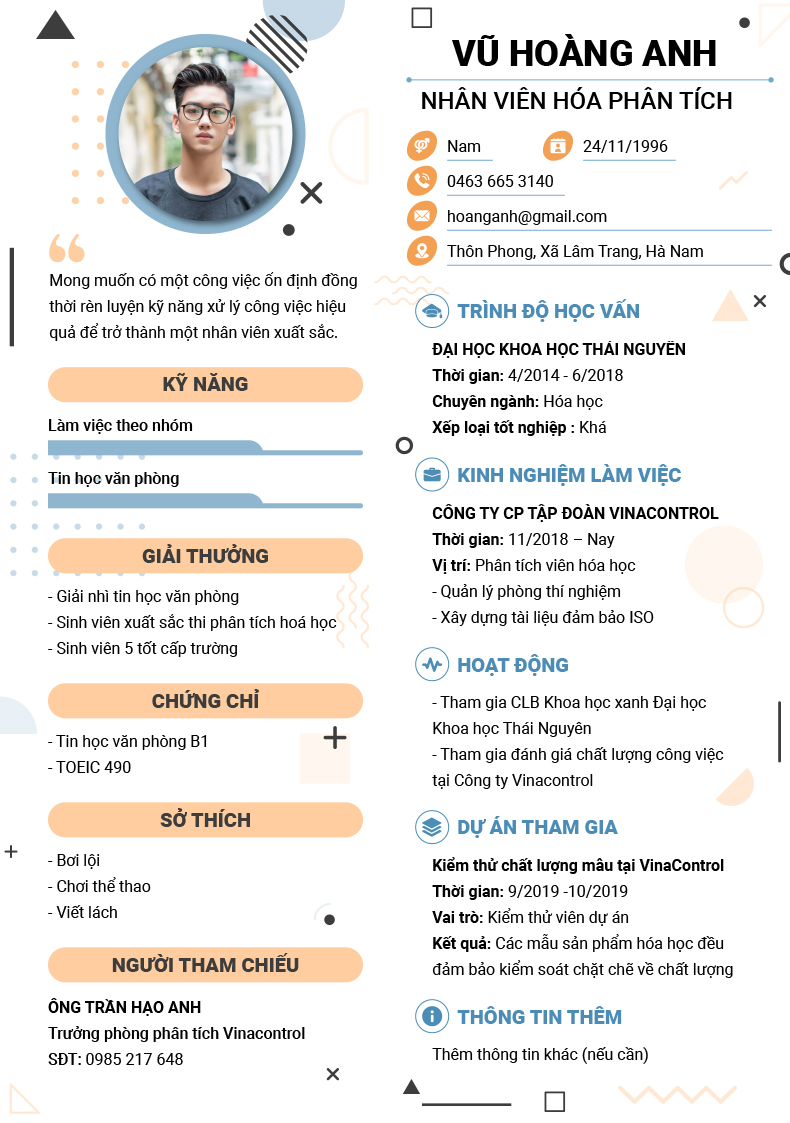 VŨ HOÀNG ANH
NHÂN VIÊN HÓA PHÂN TÍCH
Nam
24/11/1996
0463 665 3140
hoanganh@gmail.com
Thôn Phong, Xã Lâm Trang, Hà Nam
Mong muốn có một công việc ổn định đồng
thời rèn luyện kỹ năng xử lý công việc hiệu
quả để trở thành một nhân viên xuất sắc.
KỸ NĂNG
Làm việc theo nhóm
Tin học văn phòng
GIẢI THƯỞNG
- Giải nhì tin học văn phòng
- Sinh viên xuất sắc thi phân tích hoá học
- Sinh viên 5 tốt cấp trường
CHỨNG CHỈ
- Tin học văn phòng B1
- TOEIC 490
SỞ THÍCH
- Bơi lội
- Chơi thể thao
- Viết lách
NGƯỜI THAM CHIẾU
ÔNG TRẦN HẠO ANH
Trưởng phòng phân tích Vinacontrol
SĐT: 0985 217 648
TRÌNH ĐỘ HỌC VẤN
ĐẠI HỌC KHOA HỌC THÁI NGUYÊN
Thời gian: 4/2014 - 6/2018
Chuyên ngành: Hóa học
Xếp loại tốt nghiệp : Khá
KINH NGHIỆM LÀM VIỆC
CÔNG TY CP TẬP ĐOÀN VINACONTROL
Thời gian: 11/2018 – Nay
Vị trí: Phân tích viên hóa học
- Quản lý phòng thí nghiệm
- Xây dựng tài liệu đảm bảo ISO
HOẠT ĐỘNG
- Tham gia CLB Khoa học xanh Đại học
Khoa học Thái Nguyên
- Tham gia đánh giá chất lượng công việc
tại Công ty Vinacontrol
DỰ ÁN THAM GIA
Kiểm thử chất lượng mâu tại VinaControl
Thời gian: 9/2019 -10/2019
Vai trò: Kiểm thử viên dự án
Kết quả: Các mẫu sản phẩm hóa học đều
đảm bảo kiểm soát chặt chẽ về chất lượng
THÔNG TIN THÊM
Thêm thông tin khác (nếu cần)